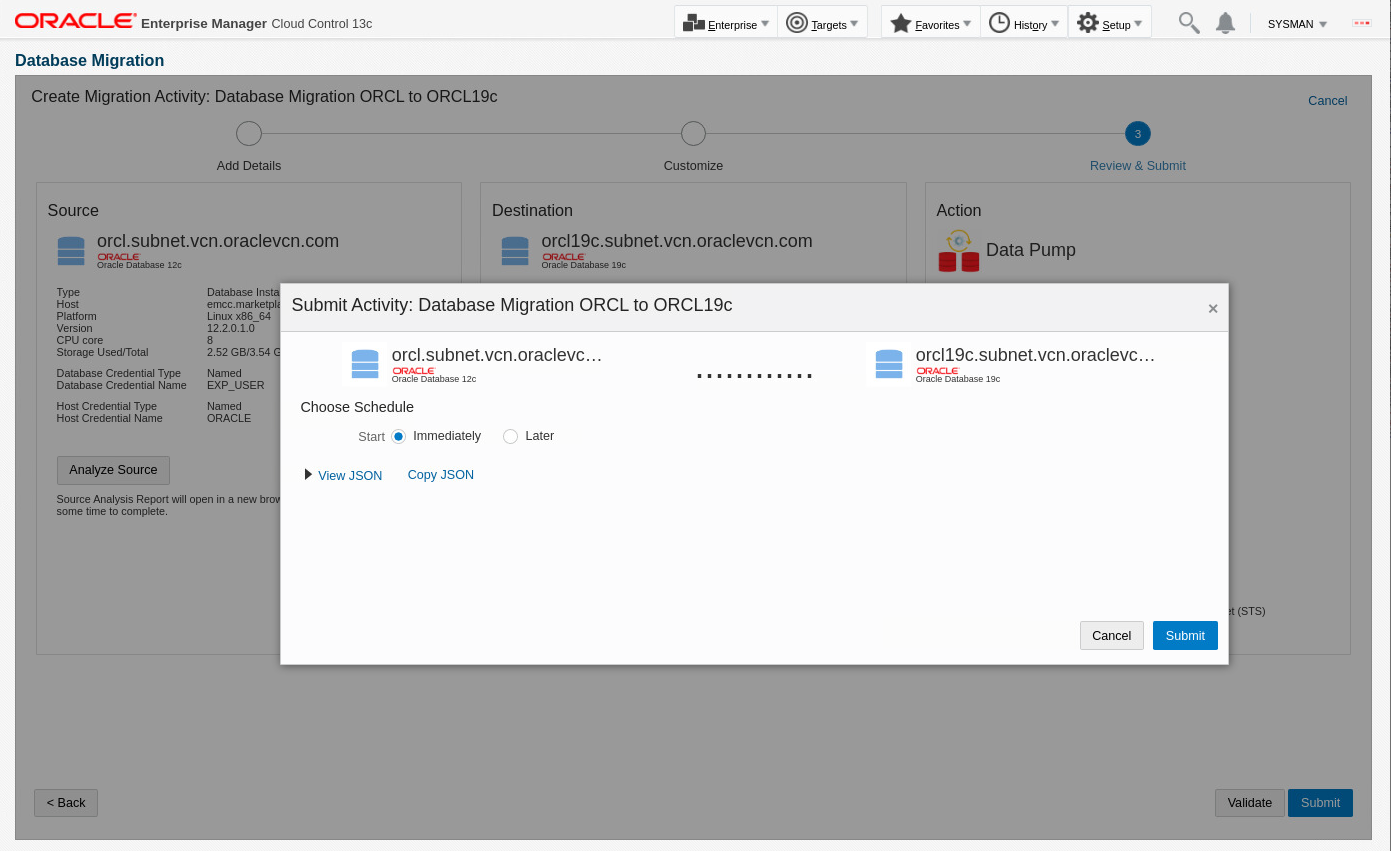 ORACLE Enterprise Manager Cloud Control 13c
Enterprise
Targets
Favorites
History
Setup
SYSMAN
Database Migration
Create Migration Activity: Database Migration ORCL to ORCL19c
Cancel
3
Add Details
Customize
Review & Submit
Source
orcl.subnet.vcn.oraclevcn.com
ORACLE
Oracle Database 12c
Type Database Insta
Host emcc.marketpla
Platform Linux x86_64
Version 12.2.0.1.0
CPU core 8
Storage Used/Total 2.52 GB/3.54 G
Database Credential Type Named
Database Credential Name EXP_USER
Host Credential Type Named
Host Credential Name ORACLE
Analyze Source
Source Analysis Report will open in a new brow
some time to complete.
Destination
orcl19c.subnet.vcn.oraclevcn.com
ORACLE
Oracle Database 19c
Action
Data Pump
(STS)
Submit Activity: Database Migration ORCL to ORCL19c
×
orcl.subnet.vcn.oraclevc…
ORACLE
Oracle Database 12c
............
orcl19c.subnet.vcn.oraclevc…
ORACLE
Oracle Database 19c
Choose Schedule
Start Immediately Later
View JSON Copy JSON
Cancel
Submit
< Back
Validate
Submit